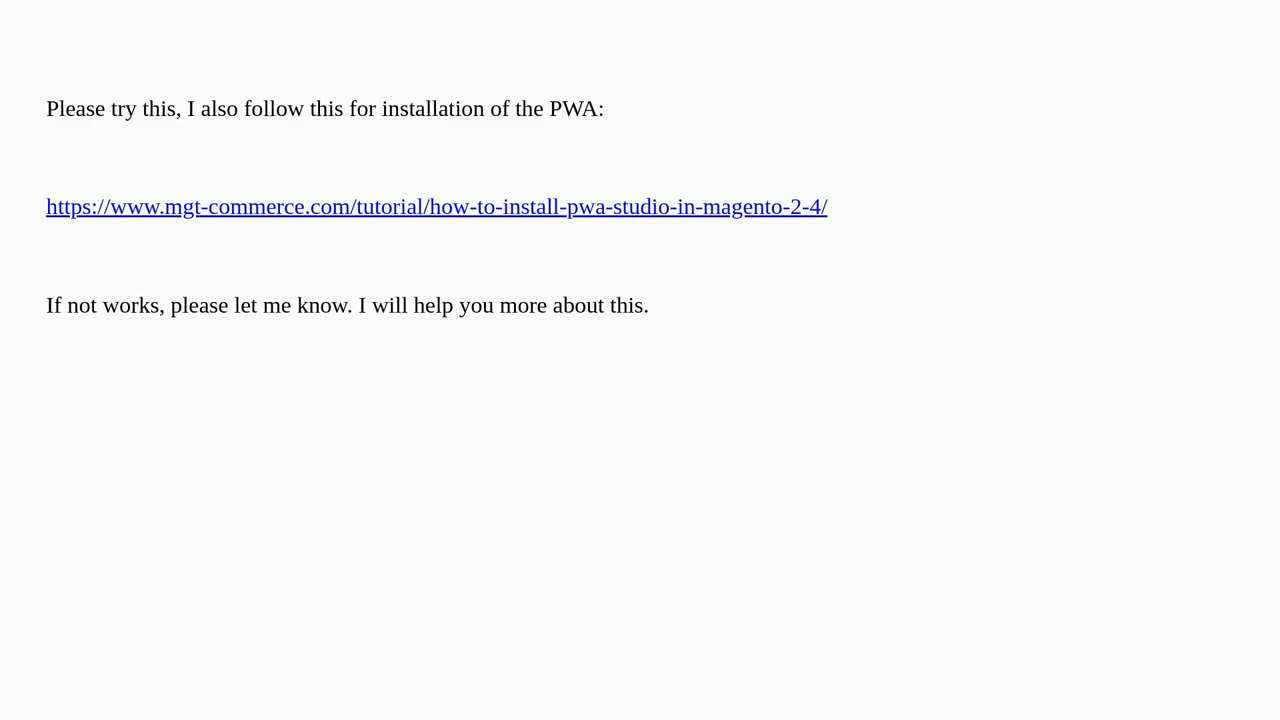 Please try this, I also follow this for installation of the PWA:
https://www.mgt-commerce.com/tutorial/how-to-install-pwa-studio-in-magento-2-4/
If not works, please let me know. I will help you more about this.